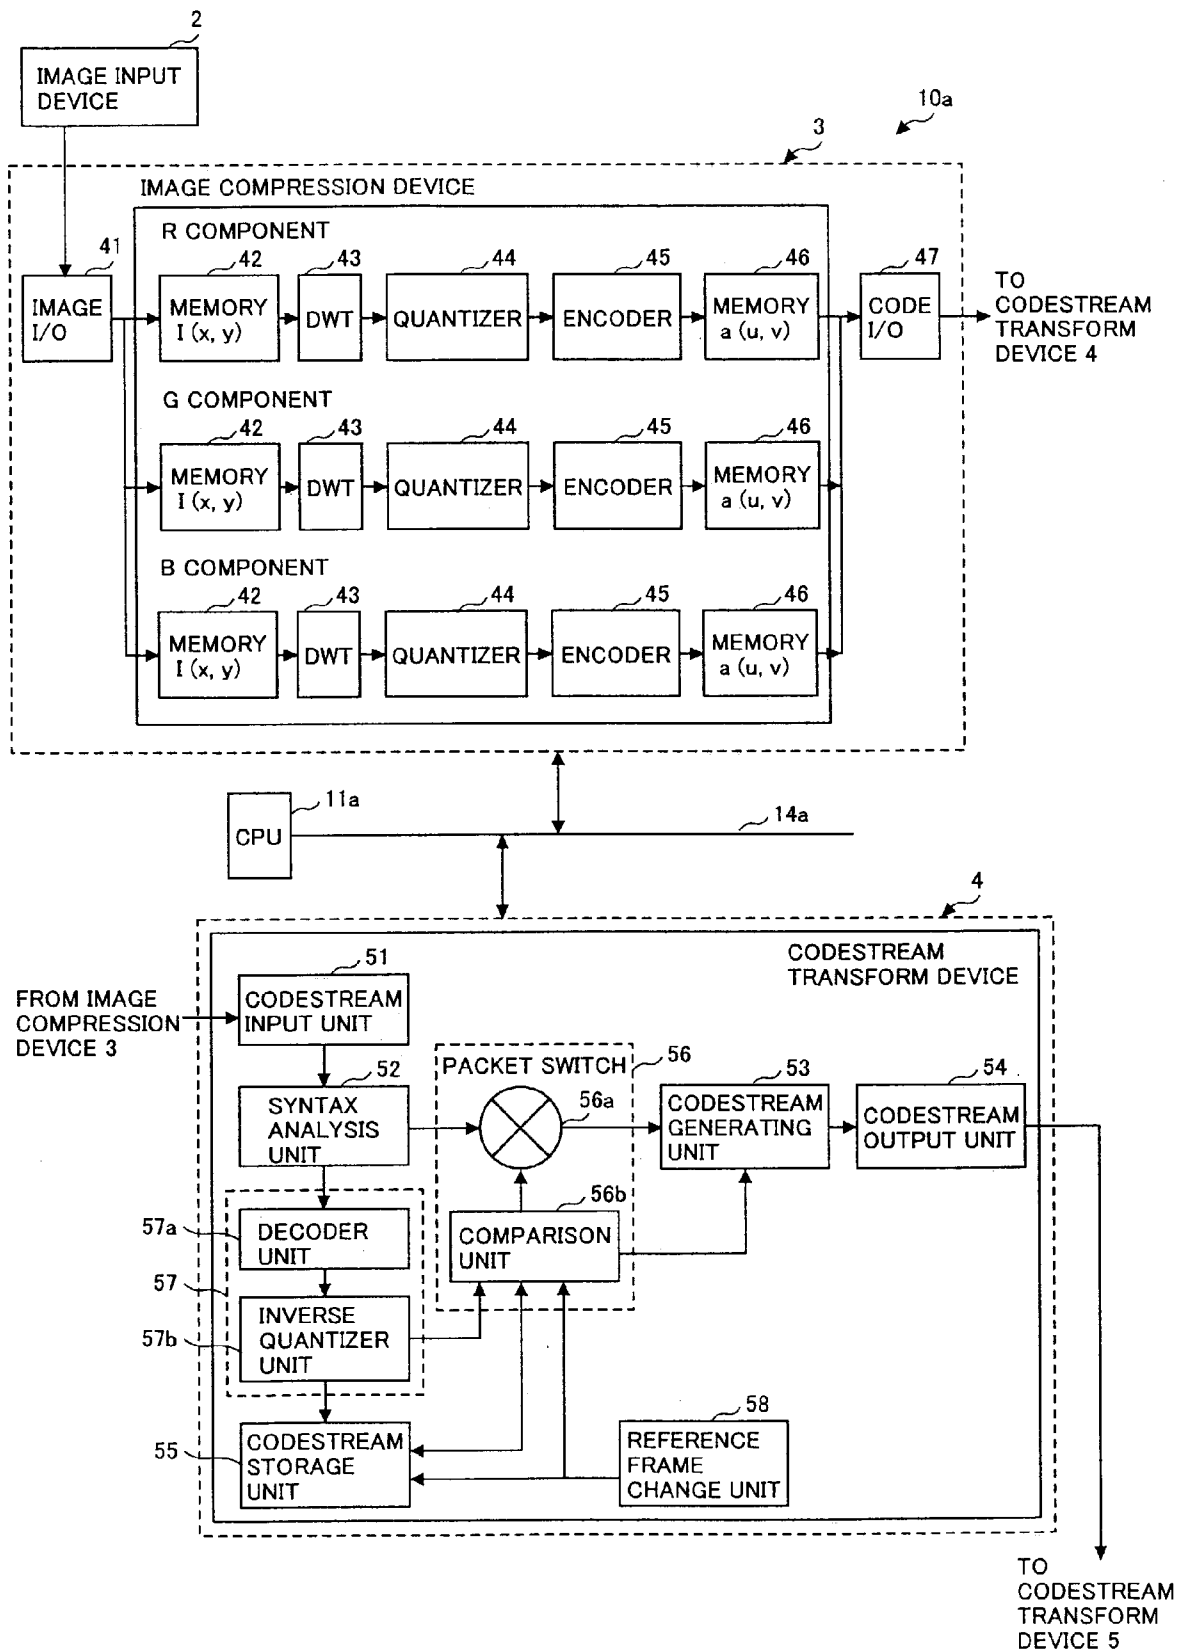 2
IMAGE INPUT
DEVICE
10a
3
IMAGE COMPRESSION DEVICE
R COMPONENT
41
42
43
44
45
46
47
IMAGE
I/O
MEMORY
I (x, y)
DWT
QUANTIZER
ENCODER
MEMORY
a (u, v)
CODE
I/O
TO
CODESTREAM
TRANSFORM
DEVICE 4
G COMPONENT
42
43
44
45
46
MEMORY
I (x, y)
DWT
QUANTIZER
ENCODER
MEMORY
a (u, v)
B COMPONENT
42
43
44
45
46
MEMORY
I (x, y)
DWT
QUANTIZER
ENCODER
MEMORY
a (u, v)
11a
CPU
14a
4
CODESTREAM
TRANSFORM DEVICE
51
FROM IMAGE
COMPRESSION
DEVICE 3
CODESTREAM
INPUT UNIT
52
SYNTAX
ANALYSIS
UNIT
PACKET SWITCH
56
56a
53
CODESTREAM
GENERATING
UNIT
54
CODESTREAM
OUTPUT UNIT
56b
COMPARISON
UNIT
57a
DECODER
UNIT
57
57b
INVERSE
QUANTIZER
UNIT
55
CODESTREAM
STORAGE
UNIT
58
REFERENCE
FRAME
CHANGE UNIT
TO
CODESTREAM
TRANSFORM
DEVICE 5